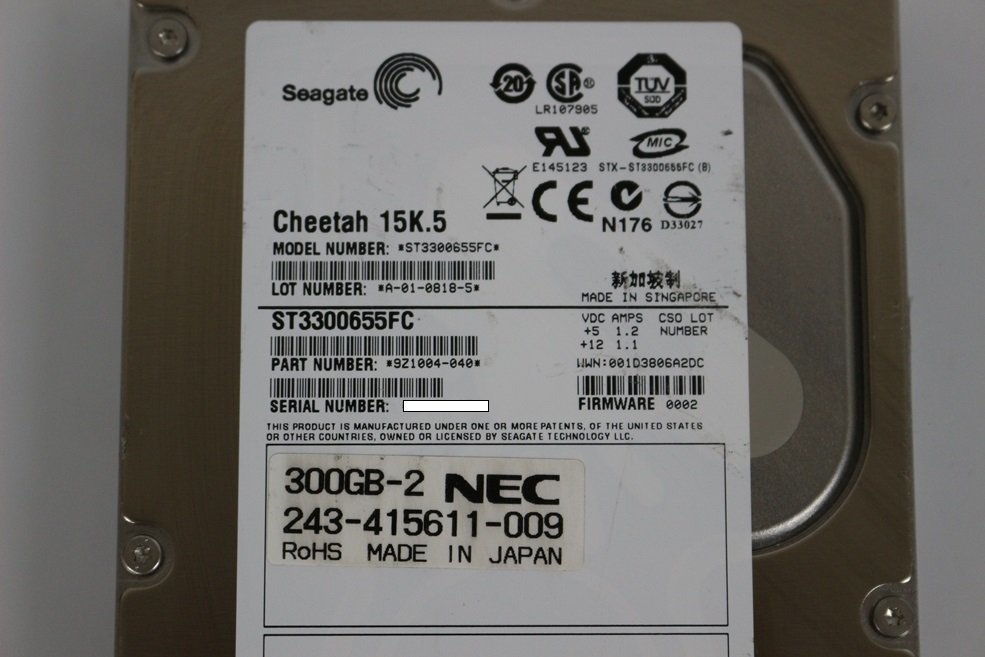 Seagate
20
SA
LR107905
TÜV
SÜD
E145123
MIC
STX-ST3300655FC (B)
CE
N176
D33027
Cheetah 15K.5
MODEL NUMBER: *ST3300655FC*
LOT NUMBER: *A-01-0818-5*
新加坡制
MADE IN SINGAPORE
ST3300655FC
VDC AMPS
+5 1.2
+12 1.1
CSO LOT
NUMBER
PART NUMBER: *9Z1004-040*
WWN:001D3806A2DC
SERIAL NUMBER:
FIRMWARE 0002
THIS PRODUCT IS MANUFACTURED UNDER ONE OR MORE PATENTS, OF THE UNITED STATES
OR OTHER COUNTRIES, OWNED OR LICENSED BY SEAGATE TECHNOLOGY LLC.
300GB-2 NEC
243-415611-009
RoHS MADE IN JAPAN